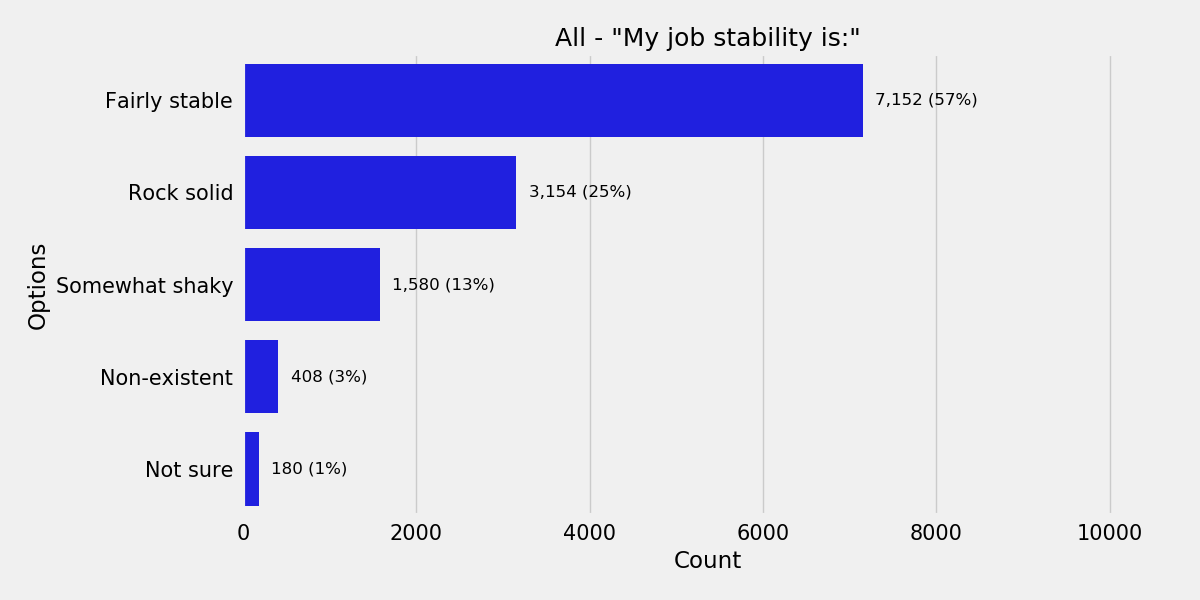 All - "My job stability is:"
Fairly stable
7,152 (57%)
Rock solid
3,154 (25%)
Somewhat shaky
1,580 (13%)
Non-existent
408 (3%)
Not sure
180 (1%)
Options
0 2000 4000 6000 8000 10000
Count